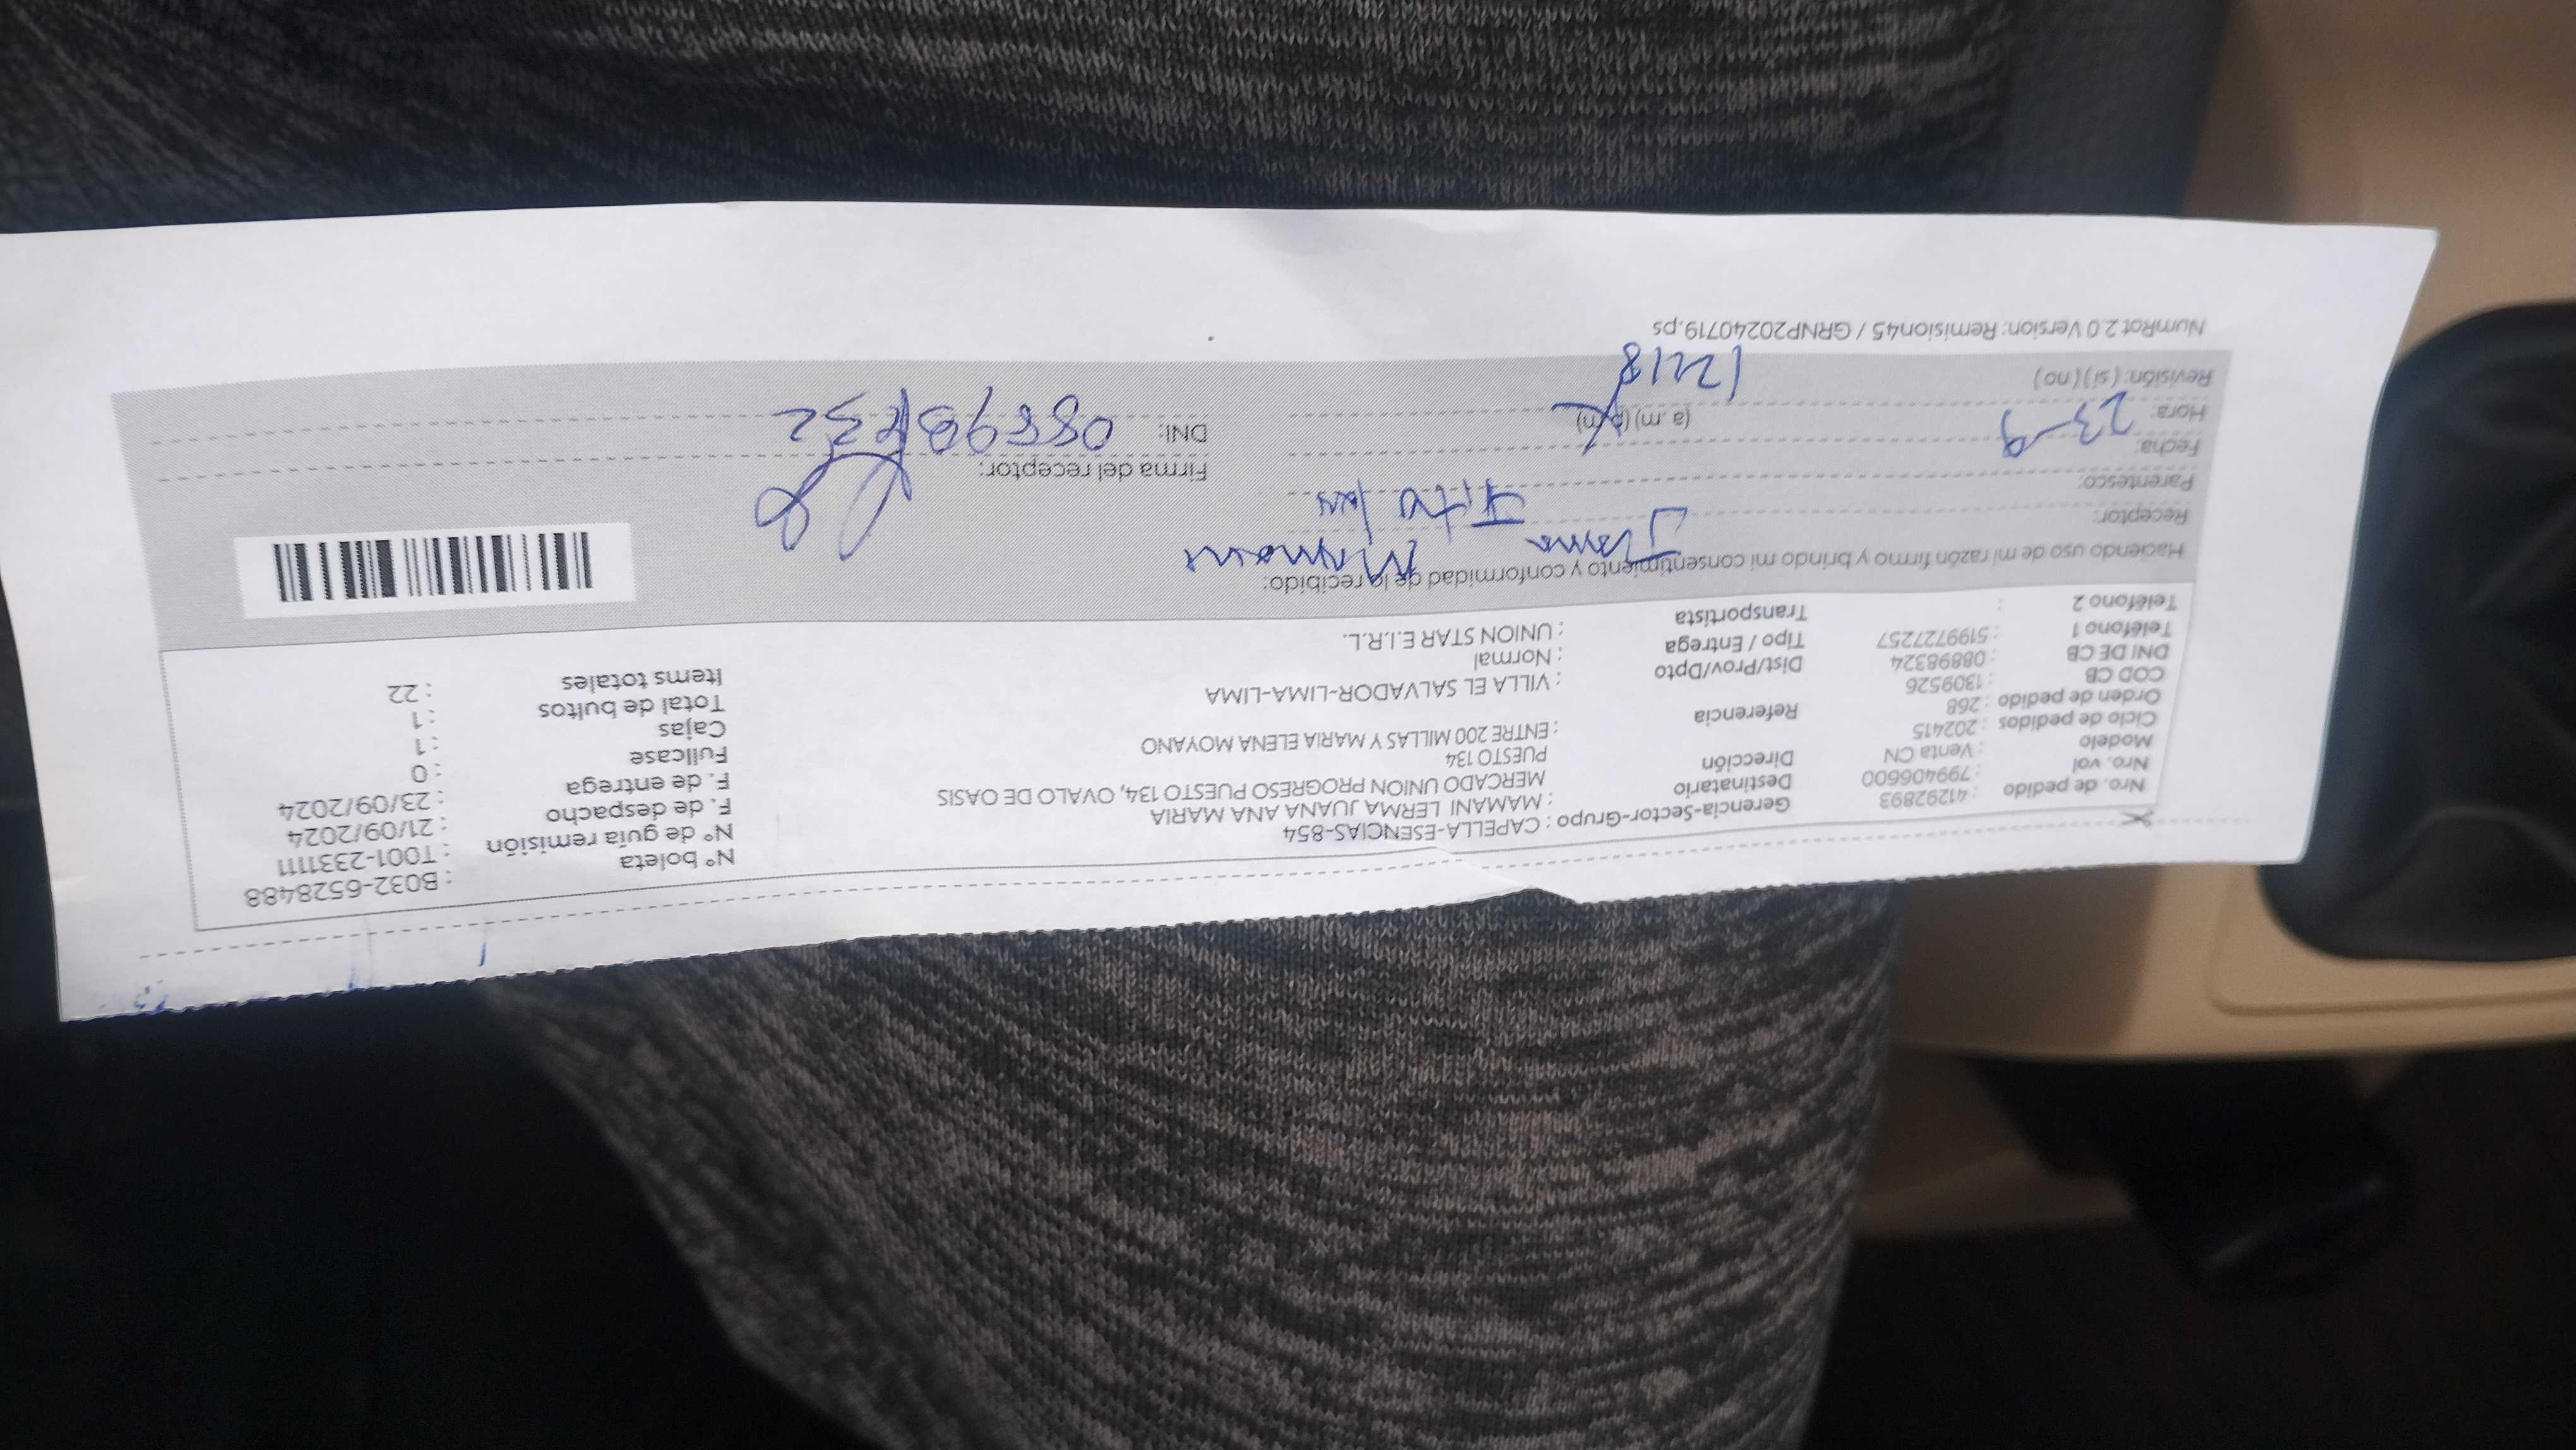 Nro. de pedido : 41292893
Nro. vol : 799406600
Modelo : Venta CN
Ciclo de pedidos : 202415
Orden de pedido : 268
COD CB : 1309526
DNI DE CB : 08898324
Teléfono 1 : 51997727257
Teléfono 2 :
Gerencia-Sector-Grupo : CAPELLA-ESENCIAS-854
Destinatario : MAMANI LERMA JUANA ANA MARIA
Dirección MERCADO UNION PROGRESO PUESTO 134, OVALO DE OASIS
PUESTO 134
Referencia : ENTRE 200 MILLAS Y MARIA ELENA MOYANO
Dist/Prov/Dpto : VILLA EL SALVADOR-LIMA-LIMA
Tipo / Entrega : Normal
Transportista : UNION STAR E.I.R.L.
N° boleta : B032-6528488
N° de guía remisión : T001-2331111
F. de despacho : 21/09/2024
F. de entrega : 23/09/2024
Fullcase : 0
Cajas : 1
Total de bultos : 1
Items totales : 22
Haciendo uso de mi razón firmo y brindo mi consentimiento y conformidad de lo recibido:
Receptor: Juana Mamani
Parentesco: Titular
Fecha: 23-9
Hora: (a.m) (p.m)
Revisión: (si) (no) 1218
Firma del receptor:
DNI:
NumRot 2.0 Version: Remision45 / GRNP20240719.ps